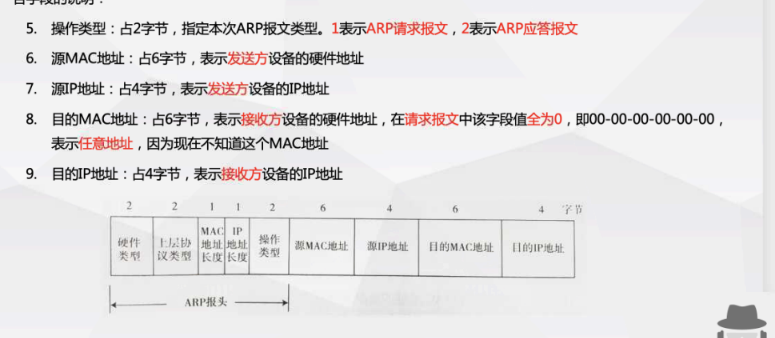 5. 操作类型：占2字节，指定本次ARP报文类型。1表示ARP请求报文，2表示ARP应答报文
6. 源MAC地址：占6字节，表示发送方设备的硬件地址
7. 源IP地址：占4字节，表示发送方设备的IP地址
8. 目的MAC地址：占6字节，表示接收方设备的硬件地址，在请求报文中该字段值全为0，即00-00-00-00-00-00，
表示任意地址，因为现在不知道这个MAC地址
9. 目的IP地址：占4字节，表示接收方设备的IP地址
2 2 1 1 2 6 4 6 4 字节
硬件类型 上层协议类型 MAC地址长度 IP地址长度 操作类型 源MAC地址 源IP地址 目的MAC地址 目的IP地址
ARP报头